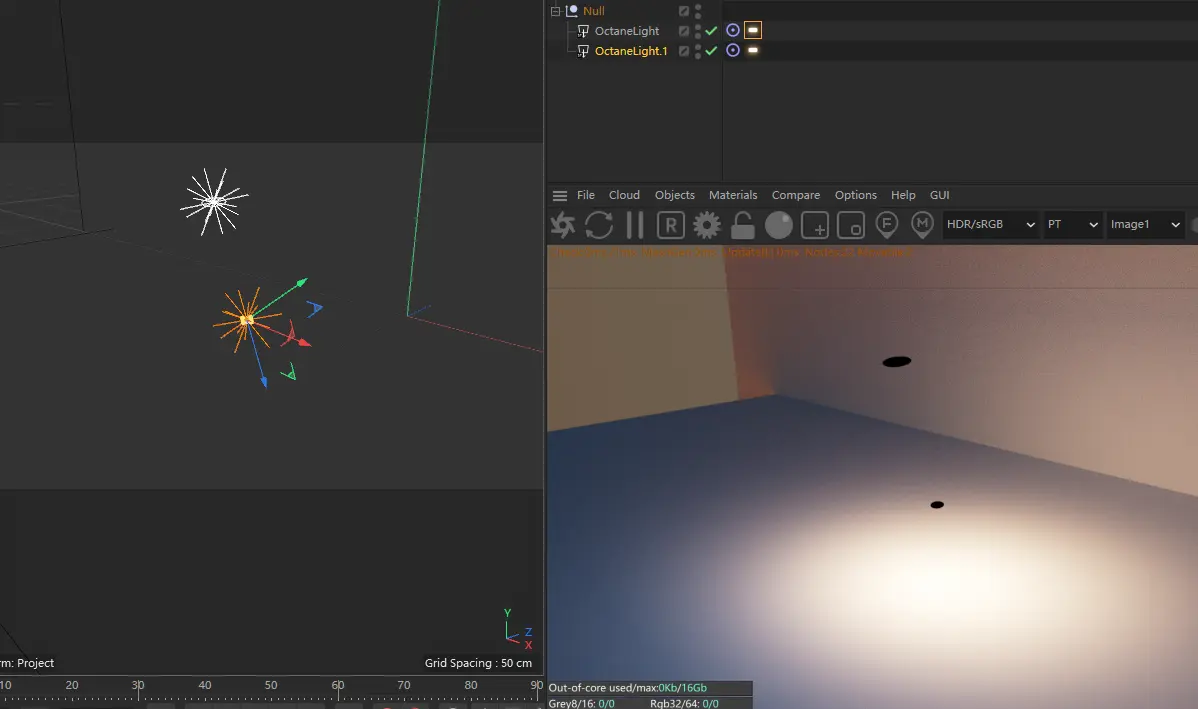 Null
OctaneLight
OctaneLight.1
File Cloud Objects Materials Compare Options Help GUI
R F M HDR/sRGB PT Image1
Y
Z
X
rm: Project
Grid Spacing : 50 cm
10 20 30 40 50 60 70 80 90
Out-of-core used/max:0Kb/16Gb
Grey8/16: 0/0 Rgb32/64: 0/0